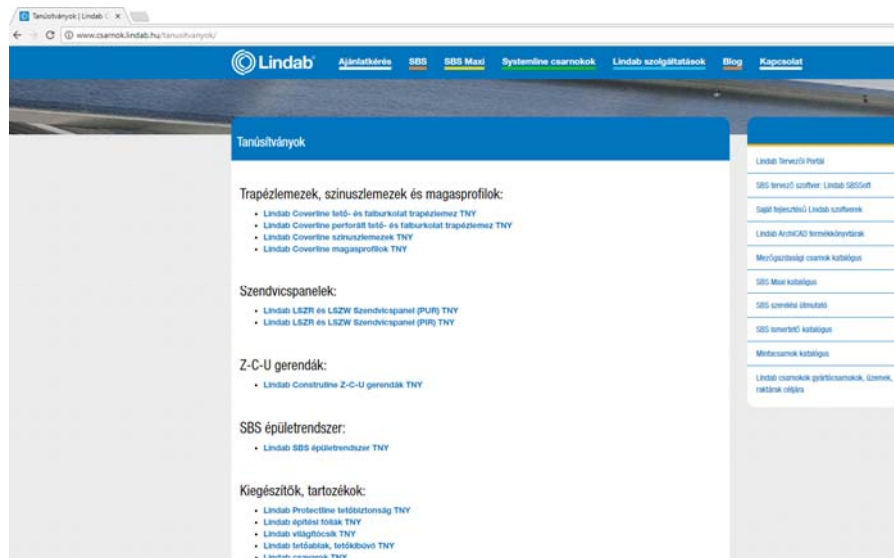 Tanúsítványok | Lindab C
www.csarnok.lindab.hu/tanusitvanyok/
Lindab
Ajánlatkérés SBS SBS Maxi Systemline csarnokok Lindab szolgáltatások Blog Kapcsolat
Tanúsítványok
Trapézlemezek, szinuszlemezek és magasprofilok:
Lindab Coverline tető- és falburkolat trapézlemez TNY
Lindab Coverline perforált tető- és falburkolat trapézlemez TNY
Lindab Coverline szinuszlemezek TNY
Lindab Coverline magasprofilok TNY
Szendvicspanelek:
Lindab LSZR és LSZW Szendvicspanel (PUR) TNY
Lindab LSZR és LSZW Szendvicspanel (PIR) TNY
Z-C-U gerendák:
Lindab Construline Z-C-U gerendák TNY
SBS épületrendszer:
Lindab SBS épületrendszer TNY
Kiegészítők, tartozékok:
Lindab Protectline tetőbiztonság TNY
Lindab építési fóliák TNY
Lindab világítócsík TNY
Lindab tetőablak, tetőkibúvó TNY
Lindab csavarok TNY
Lindab Tervezői Portál
SBS tervező szoftver: Lindab SBSSoft
Saját fejlesztésű Lindab szoftverek
Lindab ArchiCAD termékkönyvtárak
Mezőgazdasági csarnok katalógus
SBS Maxi katalógus
SBS szerelési útmutató
SBS ismertető katalógus
Mintacsarnok katalógus
Lindab csarnokok gyártócsarnokok, üzemek,
raktárak céljára